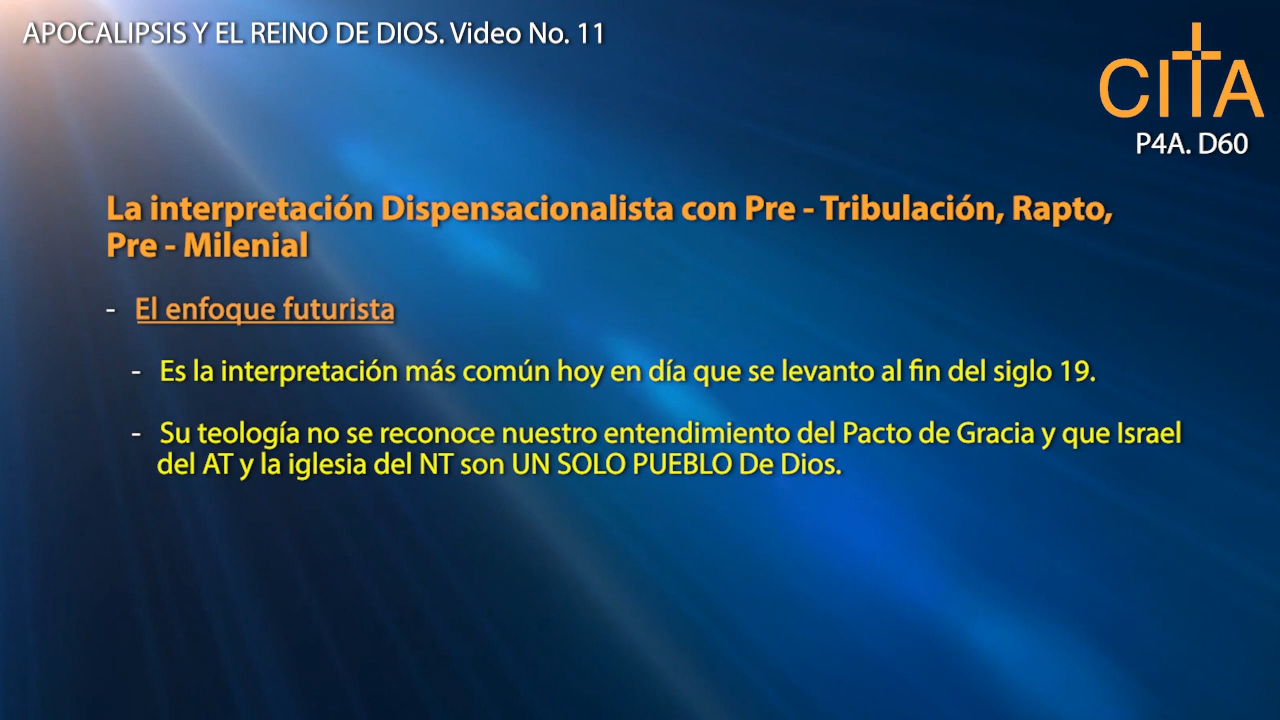 APOCALIPSIS Y EL REINO DE DIOS. Video No. 11
CITA
P4A. D60
La interpretación Dispensacionalista con Pre - Tribulación, Rapto,
Pre - Milenial
- El enfoque futurista
- Es la interpretación más común hoy en día que se levanto al fin del siglo 19.
- Su teología no se reconoce nuestro entendimiento del Pacto de Gracia y que Israel
del AT y la iglesia del NT son UN SOLO PUEBLO De Dios.